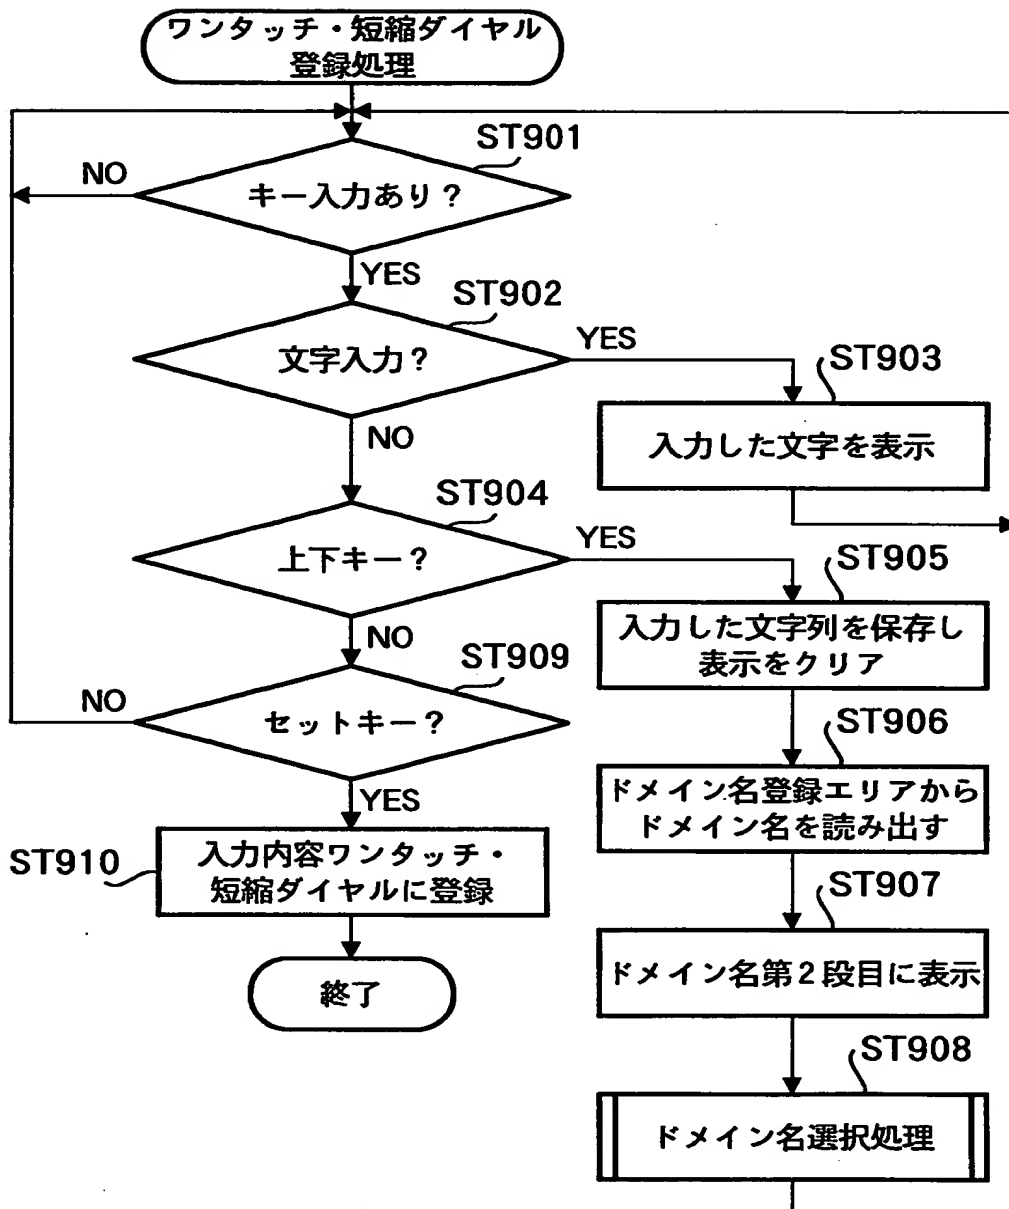 ワンタッチ・短縮ダイヤル
登録処理
ST901
NO
キー入力あり？
YES
ST902
YES
文字入力？
ST903
NO
入力した文字を表示
ST904
YES
上下キー？
ST905
NO
入力した文字列を保存し
表示をクリア
ST909
NO
セットキー？
ST906
YES
ドメイン名登録エリアから
ドメイン名を読み出す
ST910
入力内容ワンタッチ・
短縮ダイヤルに登録
ST907
ドメイン名第２段目に表示
終了
ST908
ドメイン名選択処理